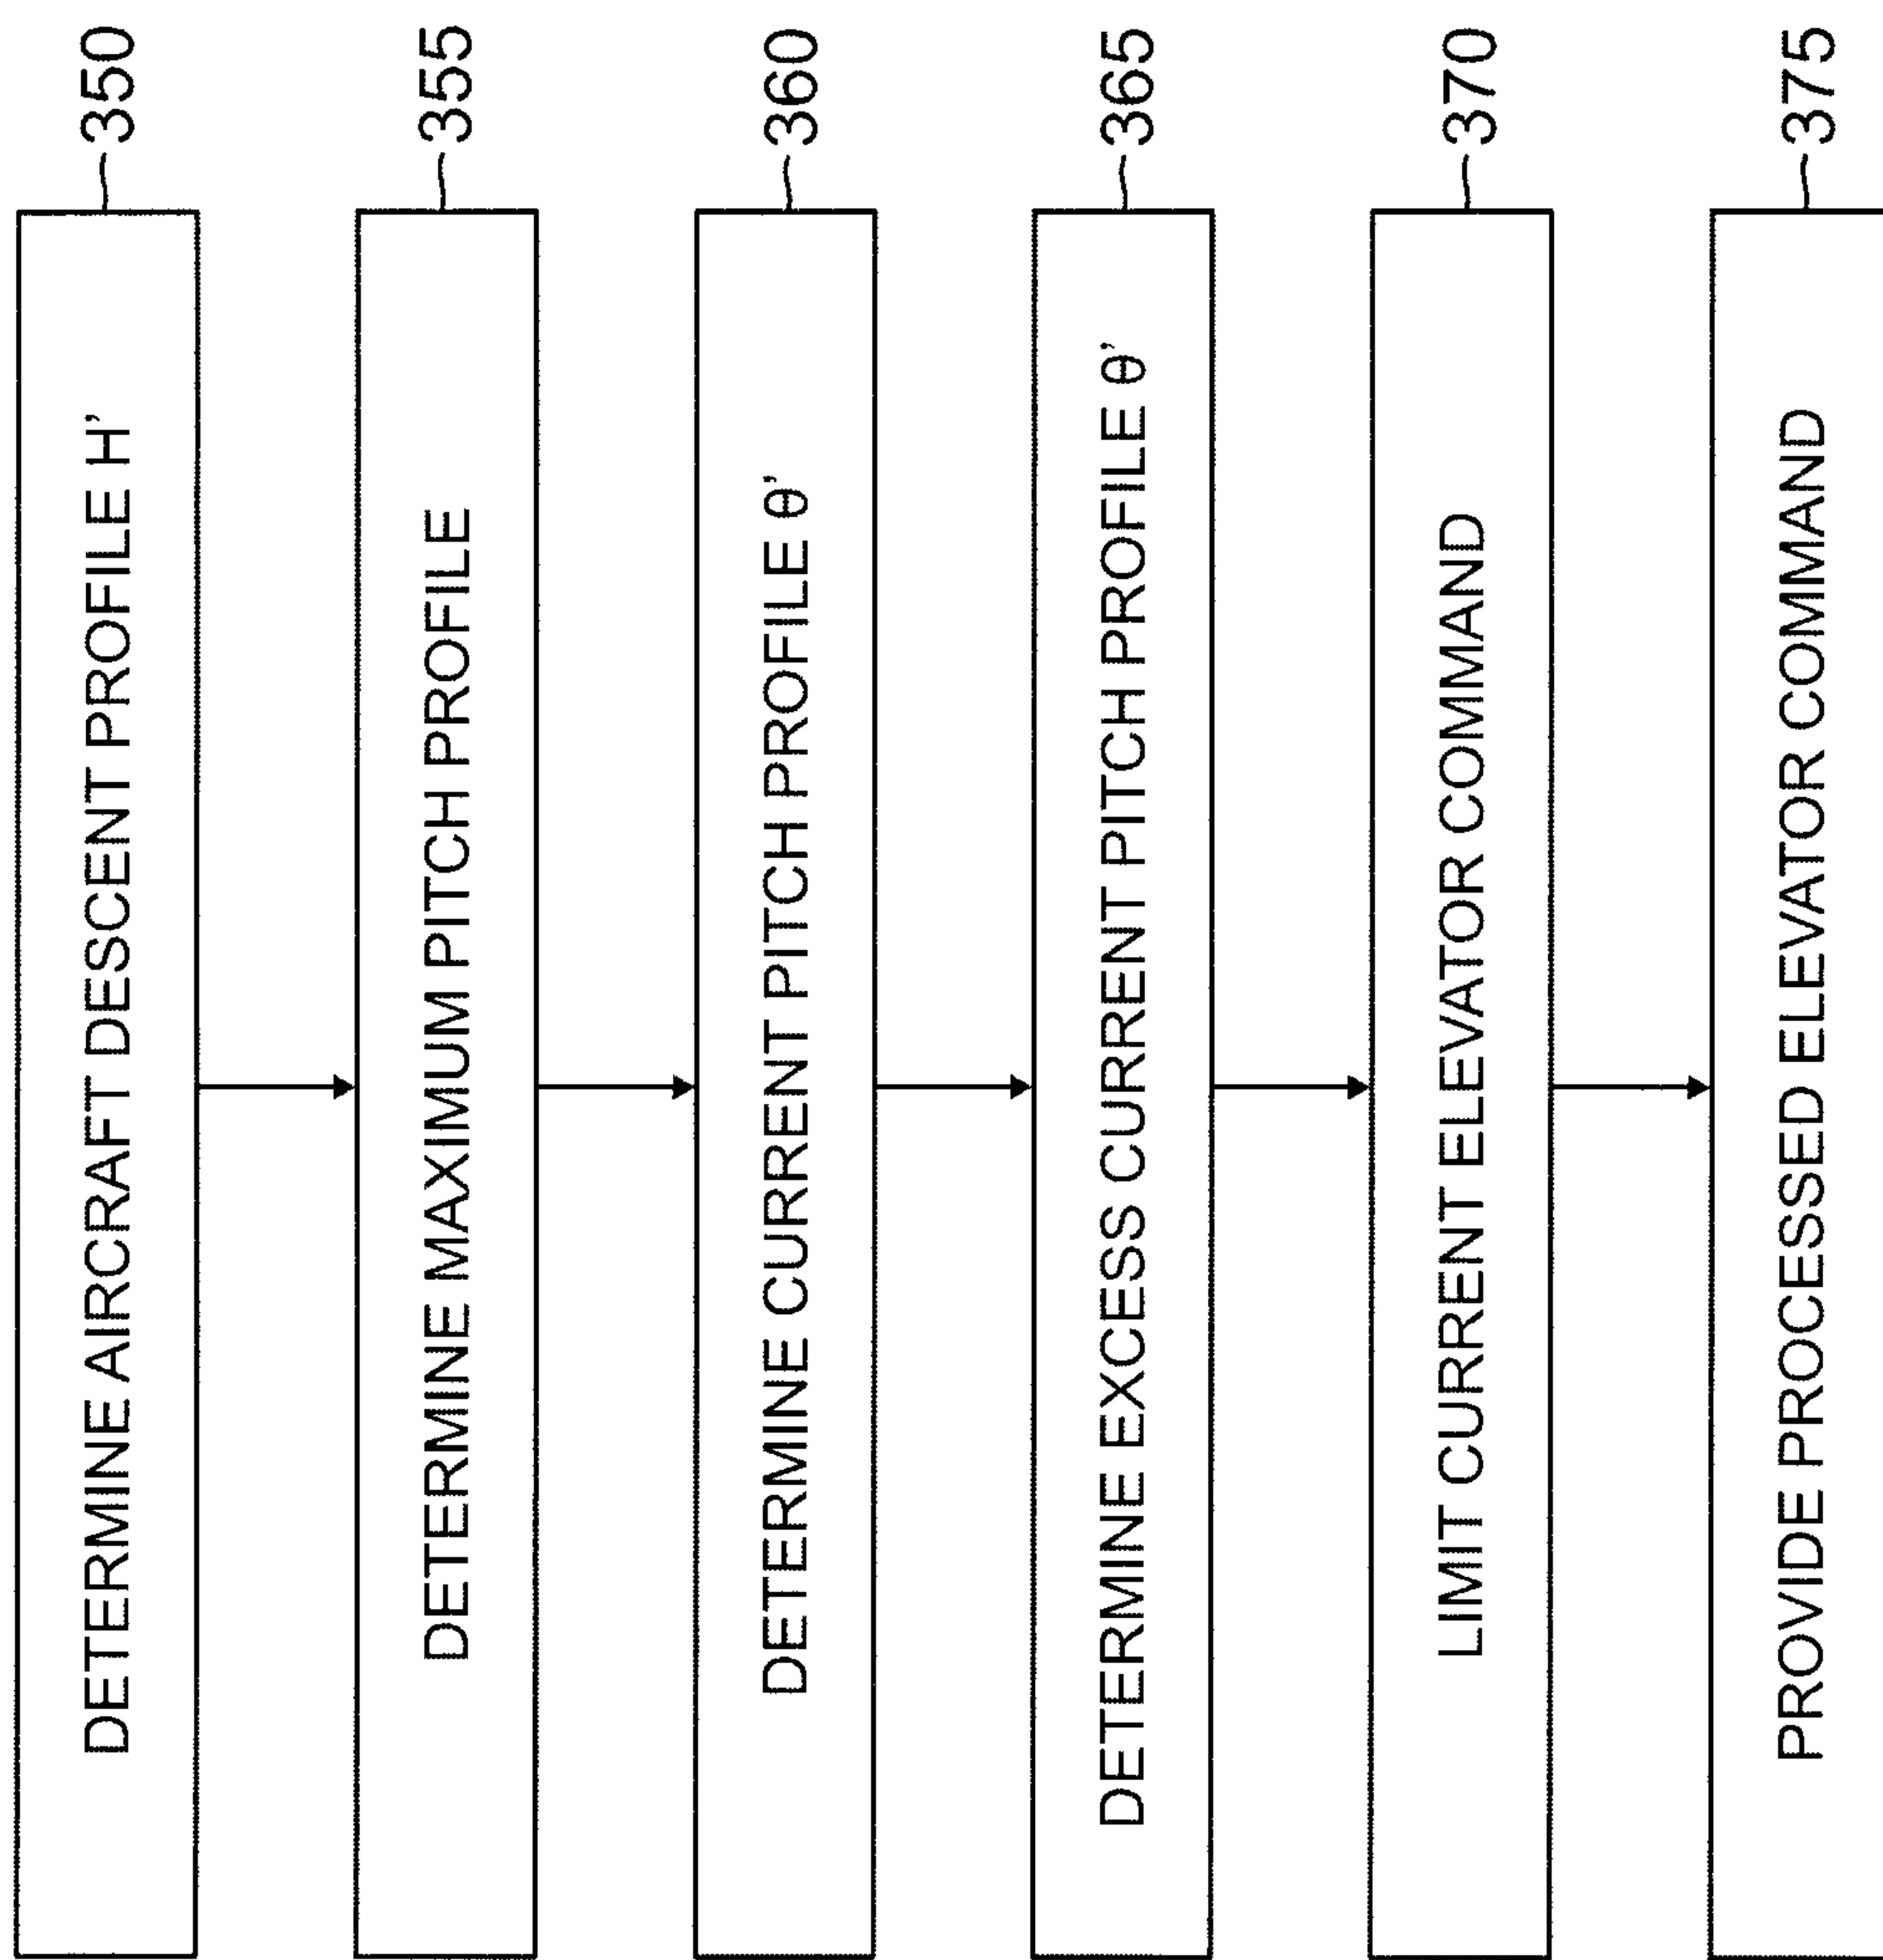 DETERMINE AIRCRAFT DESCENT PROFILE H’
350
DETERMINE MAXIMUM PITCH PROFILE
355
DETERMINE CURRENT PITCH PROFILE θ’
360
DETERMINE EXCESS CURRENT PITCH PROFILE θ’
365
LIMIT CURRENT ELEVATOR COMMAND
370
PROVIDE PROCESSED ELEVATOR COMMAND
375